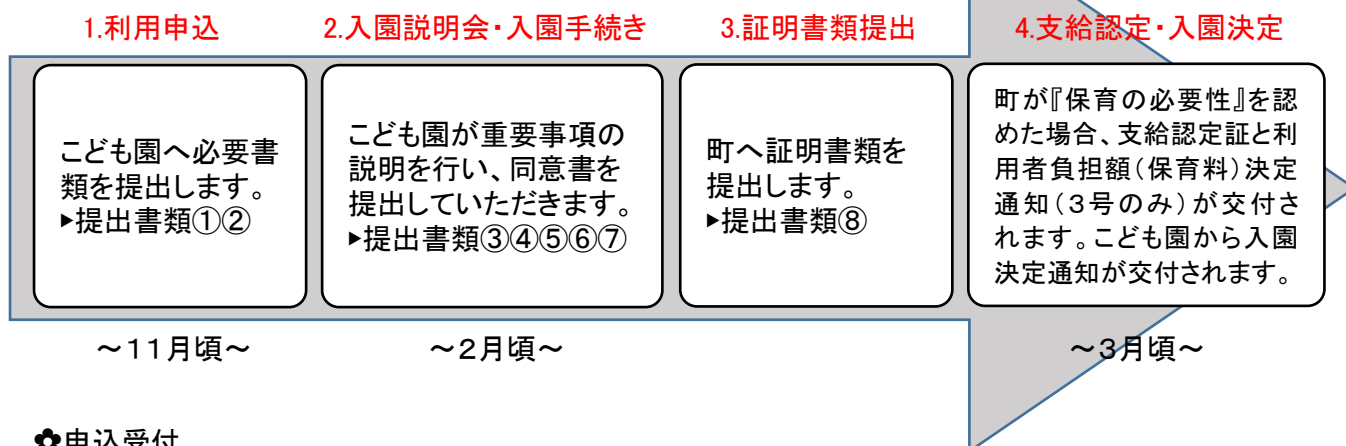 1.利用申込
2.入園説明会・入園手続き
3.証明書類提出
4.支給認定・入園決定
こども園へ必要書
類を提出します。
▶提出書類①②
こども園が重要事項の
説明を行い、同意書を
提出していただきます。
▶提出書類③④⑤⑥⑦
町へ証明書類を
提出します。
▶提出書類⑧
町が『保育の必要性』を認
めた場合、支給認定証と利
用者負担額(保育料)決定
通知(3号のみ)が交付さ
れます。こども園から入園
決定通知が交付されます。
~11月頃~
~2月頃~
~3月頃~
✿申込受付